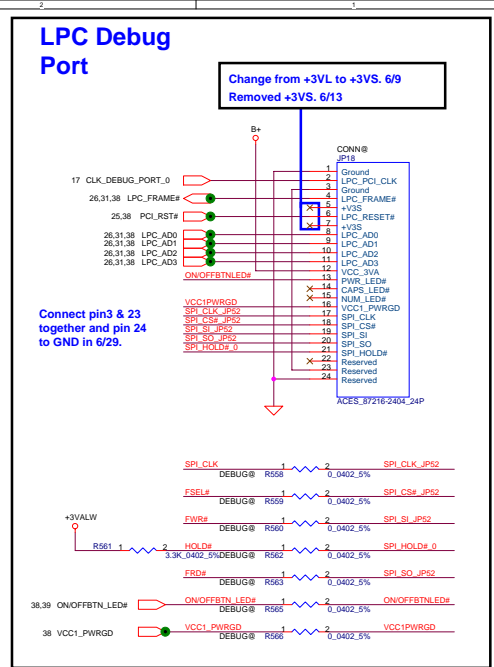 2 1
LPC Debug
Port
Change from +3VL to +3VS. 6/9
Removed +3VS. 6/13
B+
CONN@
JP18
1 Ground
17 CLK_DEBUG_PORT_0 2 LPC_PCI_CLK
3 Ground
26,31,38 LPC_FRAME# 4 LPC_FRAME#
5 +V3S
25,38 PCI_RST# 6 LPC_RESET#
7 +V3S
26,31,38 LPC_AD0 8 LPC_AD0
26,31,38 LPC_AD1 9 LPC_AD1
26,31,38 LPC_AD2 10 LPC_AD2
26,31,38 LPC_AD3 11 LPC_AD3
12 VCC_3VA
ON/OFFBTNLED# 13 PWR_LED#
14 CAPS_LED#
15 NUM_LED#
VCC1PWRGD 16 VCC1_PWRGD
SPI_CLK_JP52 17 SPI_CLK
SPI_CS#_JP52 18 SPI_CS#
SPI_SI_JP52 19 SPI_SI
SPI_SO_JP52 20 SPI_SO
SPI_HOLD#_0 21 SPI_HOLD#
22 Reserved
23 Reserved
24 Reserved
ACES_87216-2404_24P
Connect pin3 & 23
together and pin 24
to GND in 6/29.
SPI_CLK 1 2 SPI_CLK_JP52
DEBUG@ R558 0_0402_5%
FSEL# 1 2 SPI_CS#_JP52
DEBUG@ R559 0_0402_5%
+3VALW
FWR# 1 2 SPI_SI_JP52
DEBUG@ R560 0_0402_5%
R561 1 2 HOLD# 1 2 SPI_HOLD#_0
3.3K_0402_5% DEBUG@ R562 0_0402_5%
FRD# 1 2 SPI_SO_JP52
DEBUG@ R563 0_0402_5%
38,39 ON/OFFBTN_LED# ON/OFFBTN_LED# 1 2 ON/OFFBTNLED#
DEBUG@ R565 0_0402_5%
38 VCC1_PWRGD VCC1_PWRGD 1 2 VCC1PWRGD
DEBUG@ R566 0_0402_5%